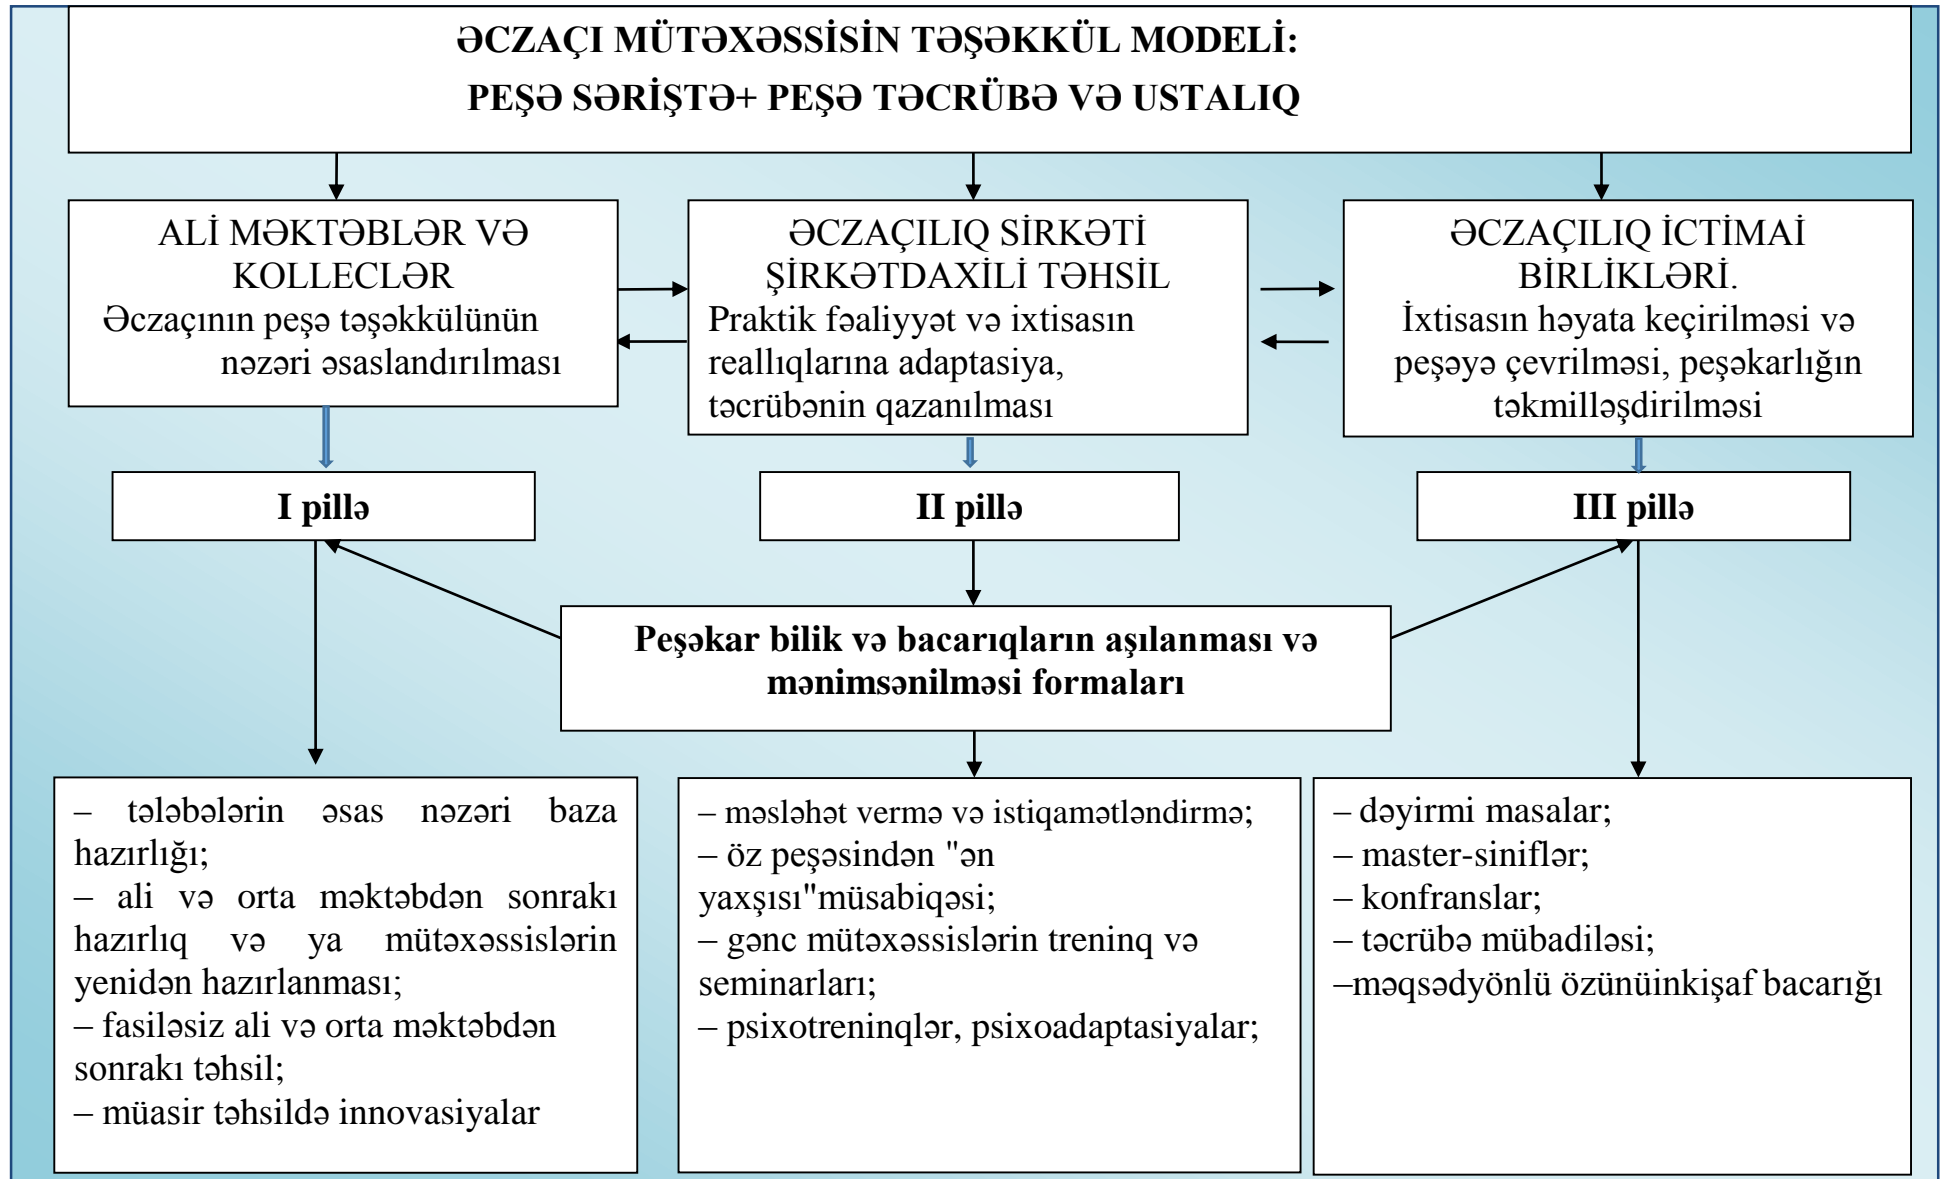 ƏCZAÇI MÜTƏXƏSSİSİN TƏŞƏKKÜL MODELİ:
PEŞƏ SƏRİŞTƏ+ PEŞƏ TƏCRÜBƏ VƏ USTALIQ
ALİ MƏKTƏBLƏR VƏ
KOLLECLƏR
Əczaçının peşə təşəkkülünün
nəzəri əsaslandırılması
ƏCZAÇILIQ SİRKƏTİ
ŞİRKƏTDAXİLİ TƏHSİL
Praktik fəaliyyət və ixtisasın
reallıqlarına adaptasiya,
təcrübənin qazanılması
ƏCZAÇILIQ İCTİMAİ
BİRLİKLƏRİ.
İxtisasın həyata keçirilməsi və
peşəyə çevrilməsi, peşəkarlığın
təkmilləşdirilməsi
I pillə
II pillə
III pillə
Peşəkar bilik və bacarıqların aşılanması və
mənimsənilməsi formaları
– tələbələrin əsas nəzəri baza
hazırlığı;
– ali və orta məktəbdən sonrakı
hazırlıq və ya mütəxəssislərin
yenidən hazırlanması;
– fasiləsiz ali və orta məktəbdən
sonrakı təhsil;
– müasir təhsildə innovasiyalar
– məsləhət vermə və istiqamətləndirmə;
– öz peşəsindən "ən
yaxşısı"müsabiqəsi;
– gənc mütəxəssislərin treninq və
seminarları;
– psixotreninqlər, psixoadaptasiyalar;
– dəyirmi masalar;
– master-siniflər;
– konfranslar;
– təcrübə mübadiləsi;
–məqsədyönlü özünüinkişaf bacarığı